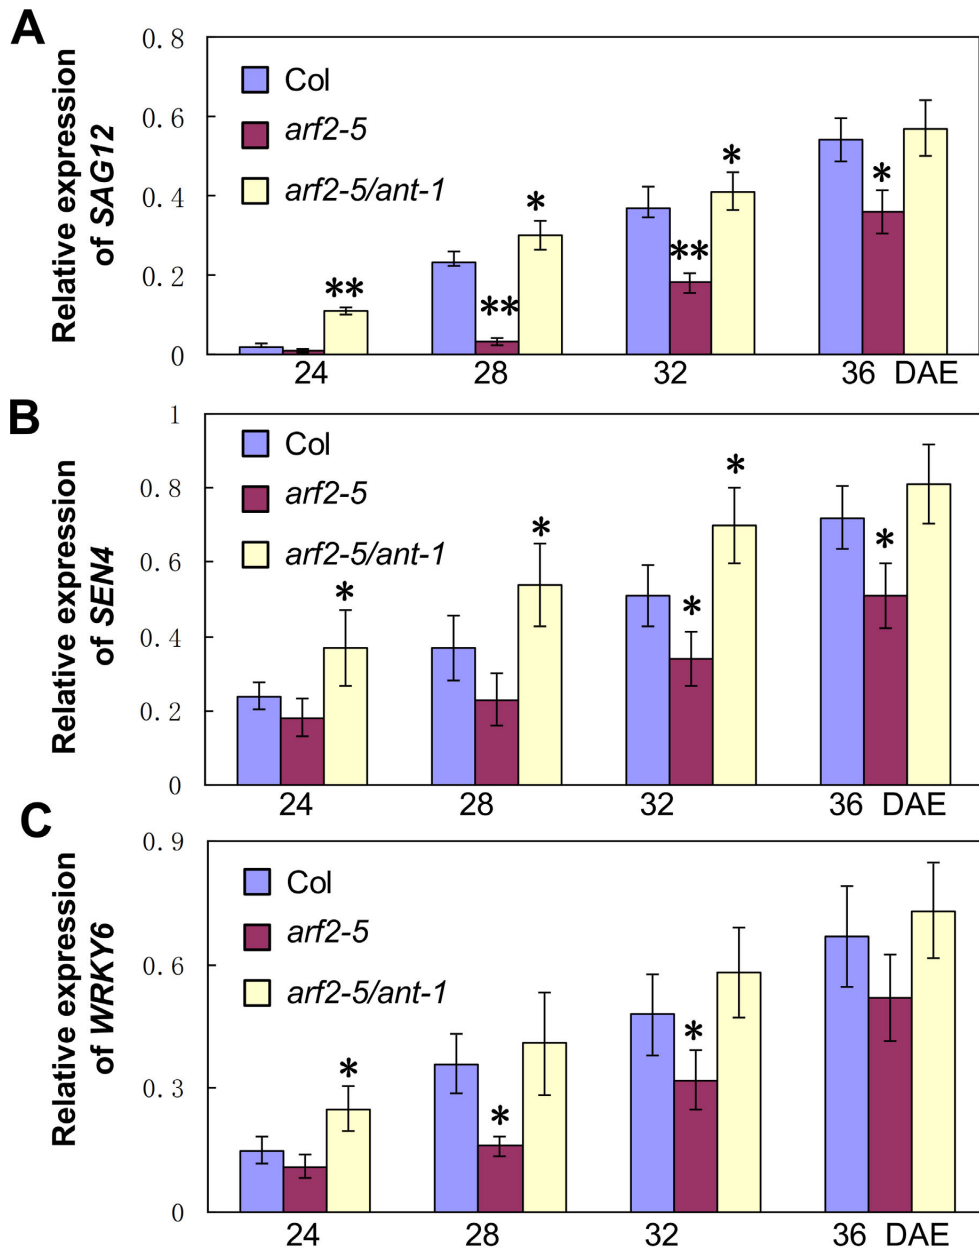 A
Relative expression
of SAG12
0.8
0.6
0.4
0.2
0
Col
arf2-5
arf2-5/ant-1
**
**
*
**
*
*
24 28 32 36 DAE
B
Relative expression
of SEN4
1
0.8
0.6
0.4
0.2
0
Col
arf2-5
arf2-5/ant-1
*
*
*
*
*
24 28 32 36 DAE
C
Relative expression
of WRKY6
0.9
0.6
0.3
0
Col
arf2-5
arf2-5/ant-1
*
*
*
24 28 32 36 DAE